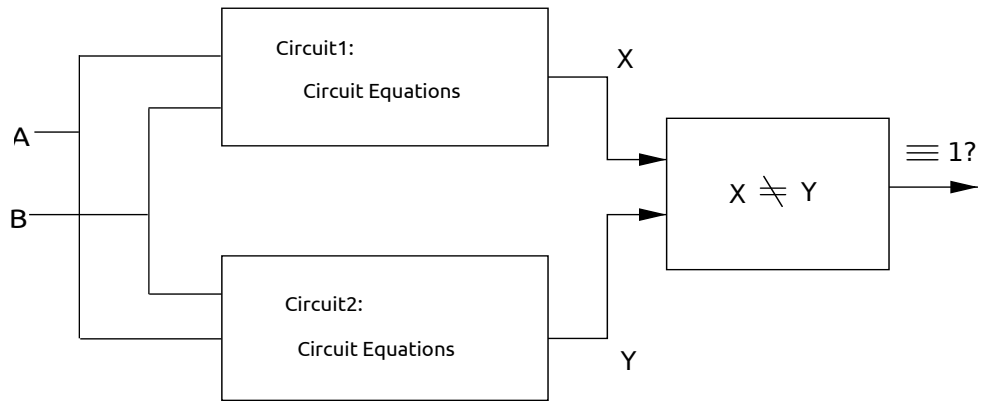 Circuit1:
Circuit Equations
X
A
B
X ≠ Y
≡ 1?
Circuit2:
Circuit Equations
Y